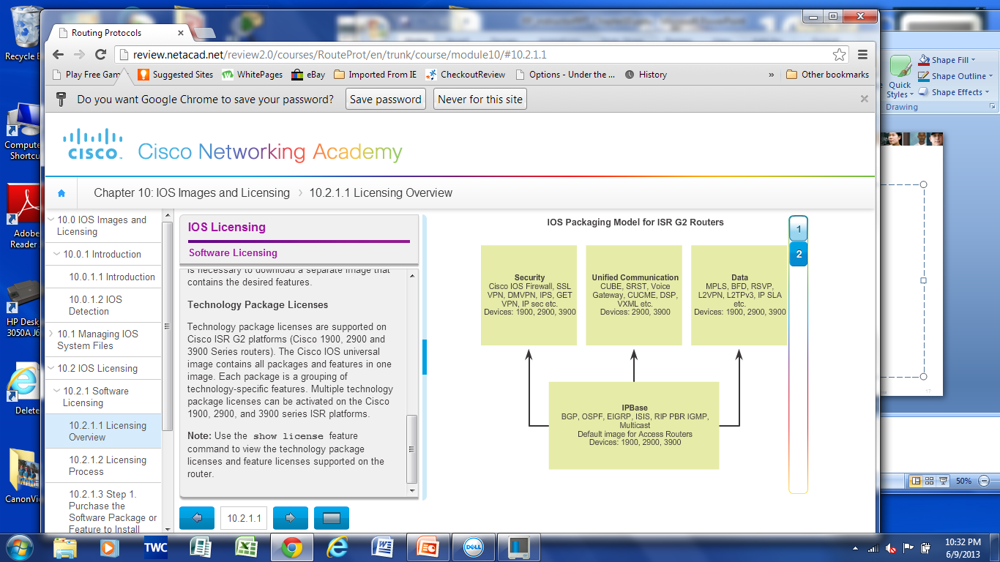 Recycle B
Compute
Shortcu
Adobe
Reader
HP Desk
3050A J6
Delete
CanonVi
Routing Protocols
review.netacad.net/review2.0/courses/RouteProt/en/trunk/course/module10/#10.2.1.1
Play Free Gam
Suggested Sites
WhitePages
eBay
Imported From IE
CheckoutReview
Options - Under the ...
History
»
Other bookmarks
Do you want Google Chrome to save your password?
Save password
Never for this site
CISCO. Cisco Networking Academy
Chapter 10: IOS Images and Licensing
10.2.1.1 Licensing Overview
10.0 IOS Images and
Licensing
10.0.1 Introduction
10.0.1.1 Introduction
10.0.1.2 IOS
Detection
10.1 Managing IOS
System Files
10.2 IOS Licensing
10.2.1 Software
Licensing
10.2.1.1 Licensing
Overview
10.2.1.2 Licensing
Process
10.2.1.3 Step 1.
Purchase the
Software Package or
Feature to Install
IOS Licensing
Software Licensing
is necessary to download a separate image that
contains the desired features.
Technology Package Licenses
Technology package licenses are supported on
Cisco ISR G2 platforms (Cisco 1900, 2900 and
3900 Series routers). The Cisco IOS universal
image contains all packages and features in one
image. Each package is a grouping of
technology-specific features. Multiple technology
package licenses can be activated on the Cisco
1900, 2900, and 3900 series ISR platforms.
Note: Use the show license feature
command to view the technology package
licenses and feature licenses supported on the
router.
10.2.1.1
IOS Packaging Model for ISR G2 Routers
1
2
Security
Cisco IOS Firewall, SSL
VPN, DMVPN, IPS, GET
VPN, IP sec etc.
Devices: 1900, 2900, 3900
Unified Communication
CUBE, SRST, Voice
Gateway, CUCME, DSP,
VXML etc.
Devices: 2900, 3900
Data
MPLS, BFD, RSVP,
L2VPN, L2TPv3, IP SLA
etc.
Devices: 1900, 2900, 3900
IPBase
BGP, OSPF, EIGRP, ISIS, RIP PBR IGMP,
Multicast
Default image for Access Routers
Devices: 1900, 2900, 3900
Quick
Styles
Shape Fill
Shape Outline
Shape Effects
Drawing
50%
TWC
DELL
10:32 PM
6/9/2013